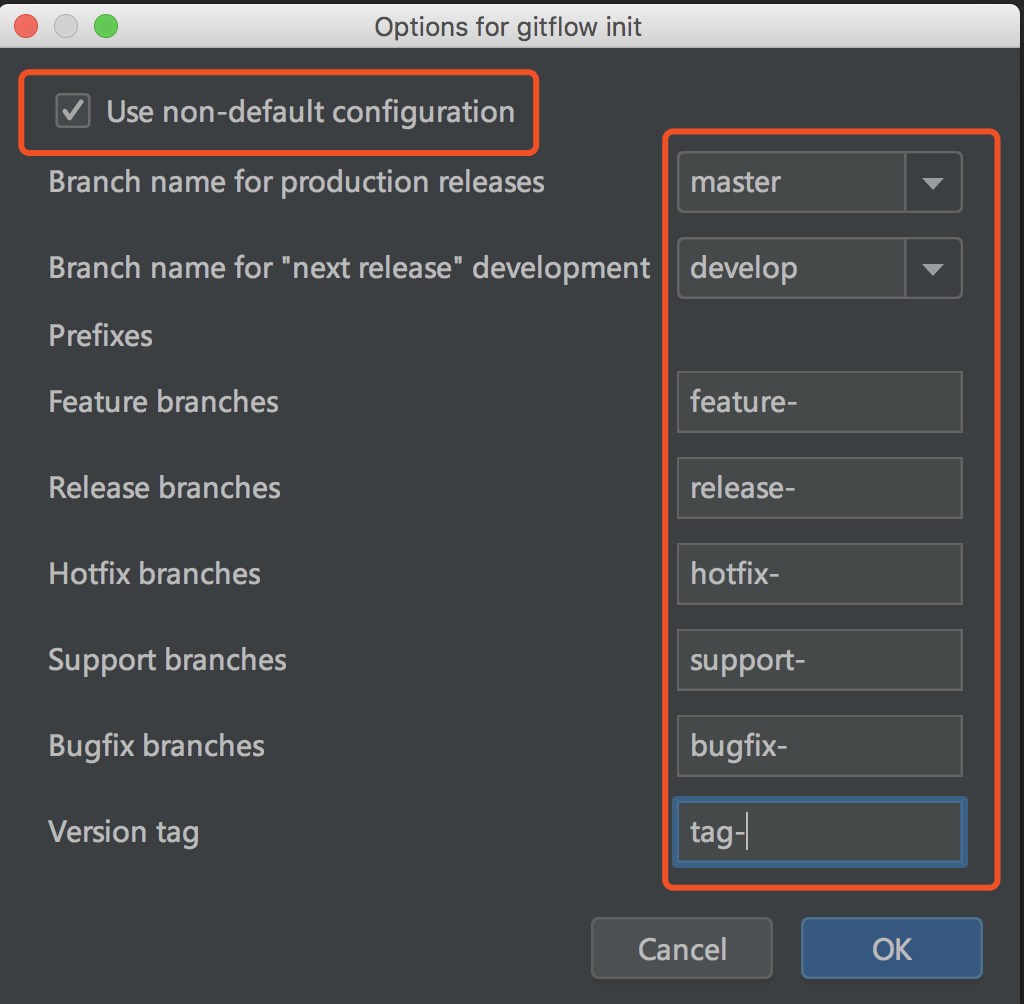 Options for gitflow init
Use non-default configuration
Branch name for production releases
master
Branch name for "next release" development
develop
Prefixes
Feature branches
feature-
Release branches
release-
Hotfix branches
hotfix-
Support branches
support-
Bugfix branches
bugfix-
Version tag
tag-
Cancel
OK